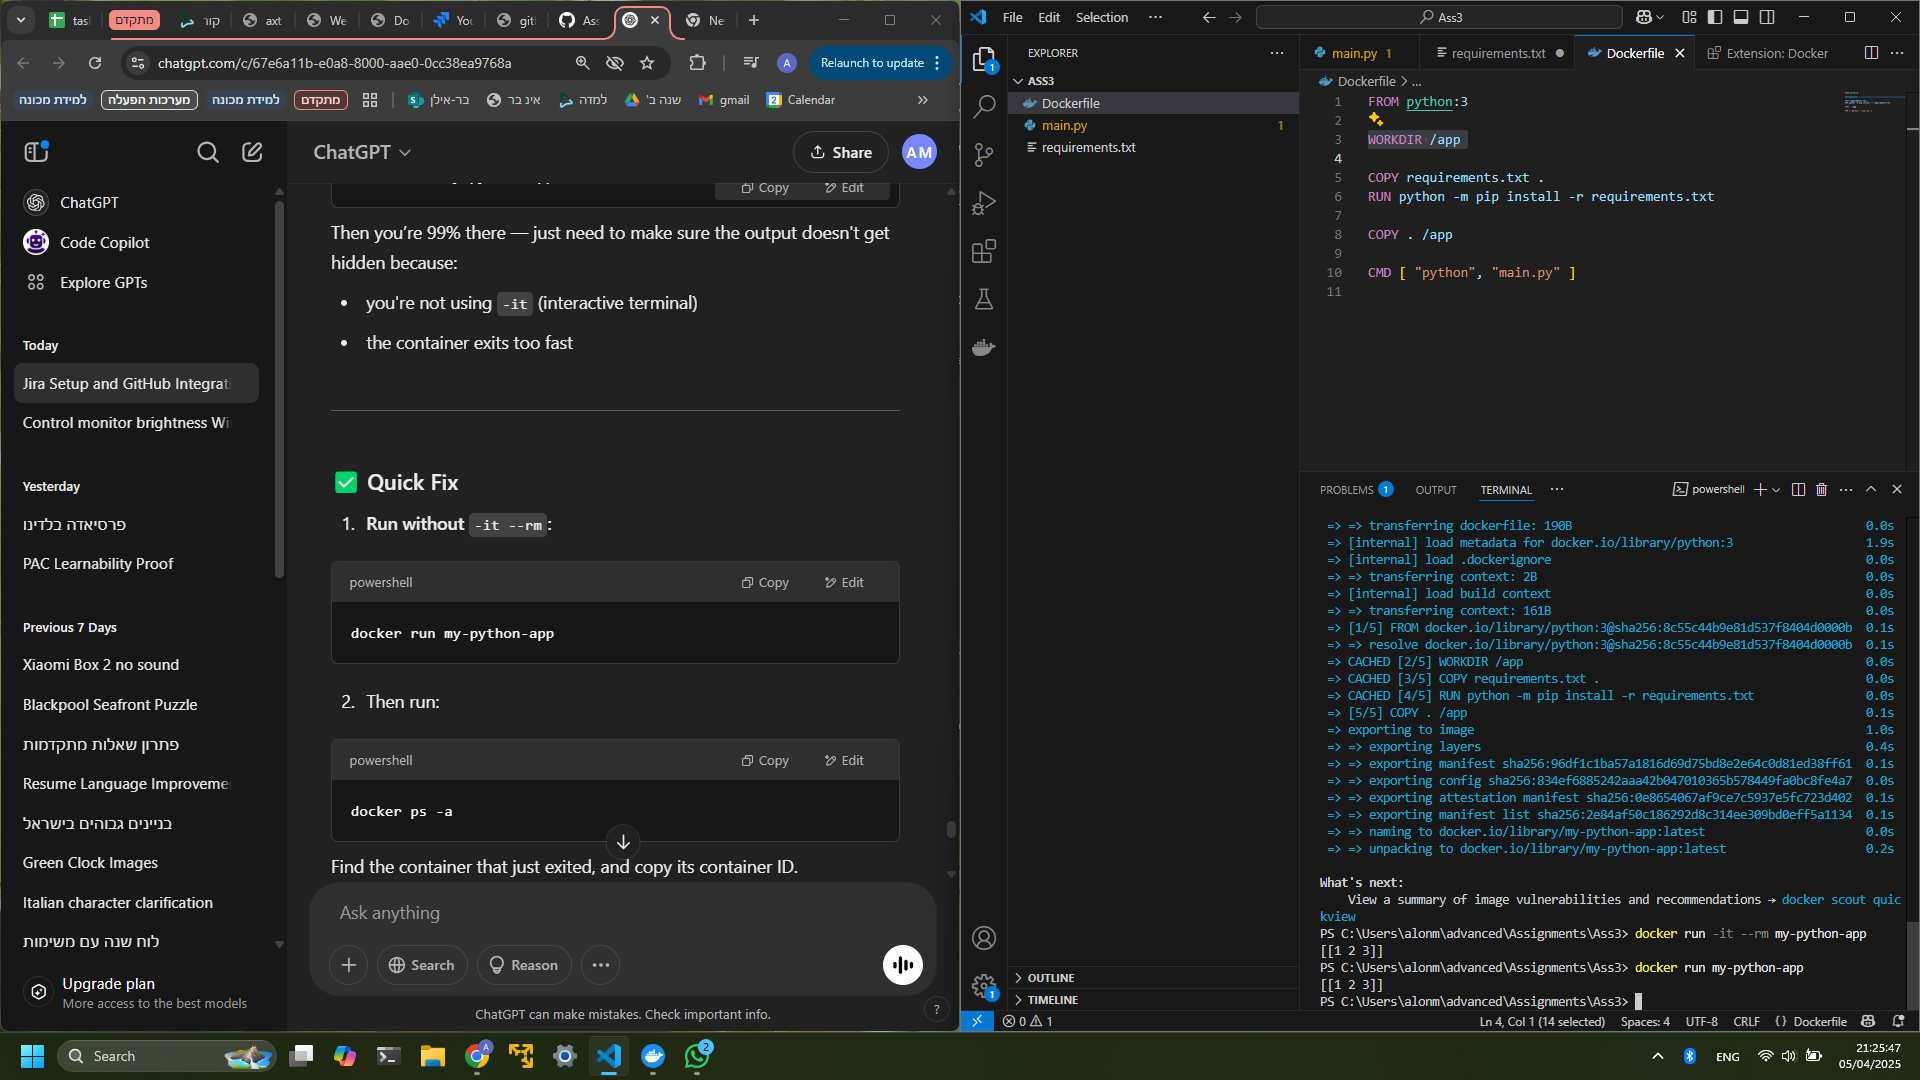 task
מתקדם
קור
axt
We
Do
You
git
Ass
Ne
chatgpt.com/c/67e6a11b-e0a8-8000-aae0-0cc38ea9768a
A
Relaunch to update
למידת מכונה
מערכות הפעלה
למידת מכונה
מתקדם
בר-אילן
אינ בר
למדה
שנה ב'
gmail
Calendar
ChatGPT
Share
AM
ChatGPT
Code Copilot
Explore GPTs
Today
Jira Setup and GitHub Integrati
Control monitor brightness Wi
Yesterday
פרסיאדה בלדינו
PAC Learnability Proof
Previous 7 Days
Xiaomi Box 2 no sound
Blackpool Seafront Puzzle
פתרון שאלות מתקדמות
Resume Language Improvemen
בניינים גבוהים בישראל
Green Clock Images
Italian character clarification
לוח שנה עם משימות
Upgrade plan
More access to the best models
Copy
Edit
Then you're 99% there — just need to make sure the output doesn't get
hidden because:
• you're not using -it (interactive terminal)
• the container exits too fast
Quick Fix
1. Run without -it --rm:
powershell
Copy
Edit
docker run my-python-app
2. Then run:
powershell
Copy
Edit
docker ps -a
Find the container that just exited, and copy its container ID.
Ask anything
Search
Reason
ChatGPT can make mistakes. Check important info.
?
File
Edit
Selection
Ass3
EXPLORER
ASS3
Dockerfile
main.py 1
requirements.txt
OUTLINE
TIMELINE
main.py 1
requirements.txt
Dockerfile
Extension: Docker
Dockerfile > ...
1 FROM python:3
2
3 WORKDIR /app
4
5 COPY requirements.txt .
6 RUN python -m pip install -r requirements.txt
7
8 COPY . /app
9
10 CMD [ "python", "main.py" ]
11
PROBLEMS 1
OUTPUT
TERMINAL
powershell
=> => transferring dockerfile: 190B 0.0s
=> [internal] load metadata for docker.io/library/python:3 1.9s
=> [internal] load .dockerignore 0.0s
=> => transferring context: 2B 0.0s
=> [internal] load build context 0.0s
=> => transferring context: 161B 0.0s
=> [1/5] FROM docker.io/library/python:3@sha256:8c55c44b9e81d537f8404d0000b 0.1s
=> => resolve docker.io/library/python:3@sha256:8c55c44b9e81d537f8404d0000b 0.1s
=> CACHED [2/5] WORKDIR /app 0.0s
=> CACHED [3/5] COPY requirements.txt . 0.0s
=> CACHED [4/5] RUN python -m pip install -r requirements.txt 0.0s
=> [5/5] COPY . /app 0.1s
=> exporting to image 1.0s
=> => exporting layers 0.4s
=> => exporting manifest sha256:96df1c1ba57a1816d69d75bd8e2e64c0d81ed38ff61 0.1s
=> => exporting config sha256:834ef6885242aaa42b047010365b578449fa0bc8fe4a7 0.0s
=> => exporting attestation manifest sha256:0e8654067af9ce7c5937e5fc723d402 0.1s
=> => exporting manifest list sha256:2e84af50c186292d8c314ee309bd0eff5a1134 0.1s
=> => naming to docker.io/library/my-python-app:latest 0.0s
=> => unpacking to docker.io/library/my-python-app:latest 0.2s
What's next:
View a summary of image vulnerabilities and recommendations → docker scout quic
kview
PS C:\Users\alonm\advanced\Assignments\Ass3> docker run -it --rm my-python-app
[[1 2 3]]
PS C:\Users\alonm\advanced\Assignments\Ass3> docker run my-python-app
[[1 2 3]]
PS C:\Users\alonm\advanced\Assignments\Ass3>
1
1
0 1
Ln 4, Col 1 (14 selected)
Spaces: 4
UTF-8
CRLF
Dockerfile
Search
A
2
ENG
21:25:47
05/04/2025